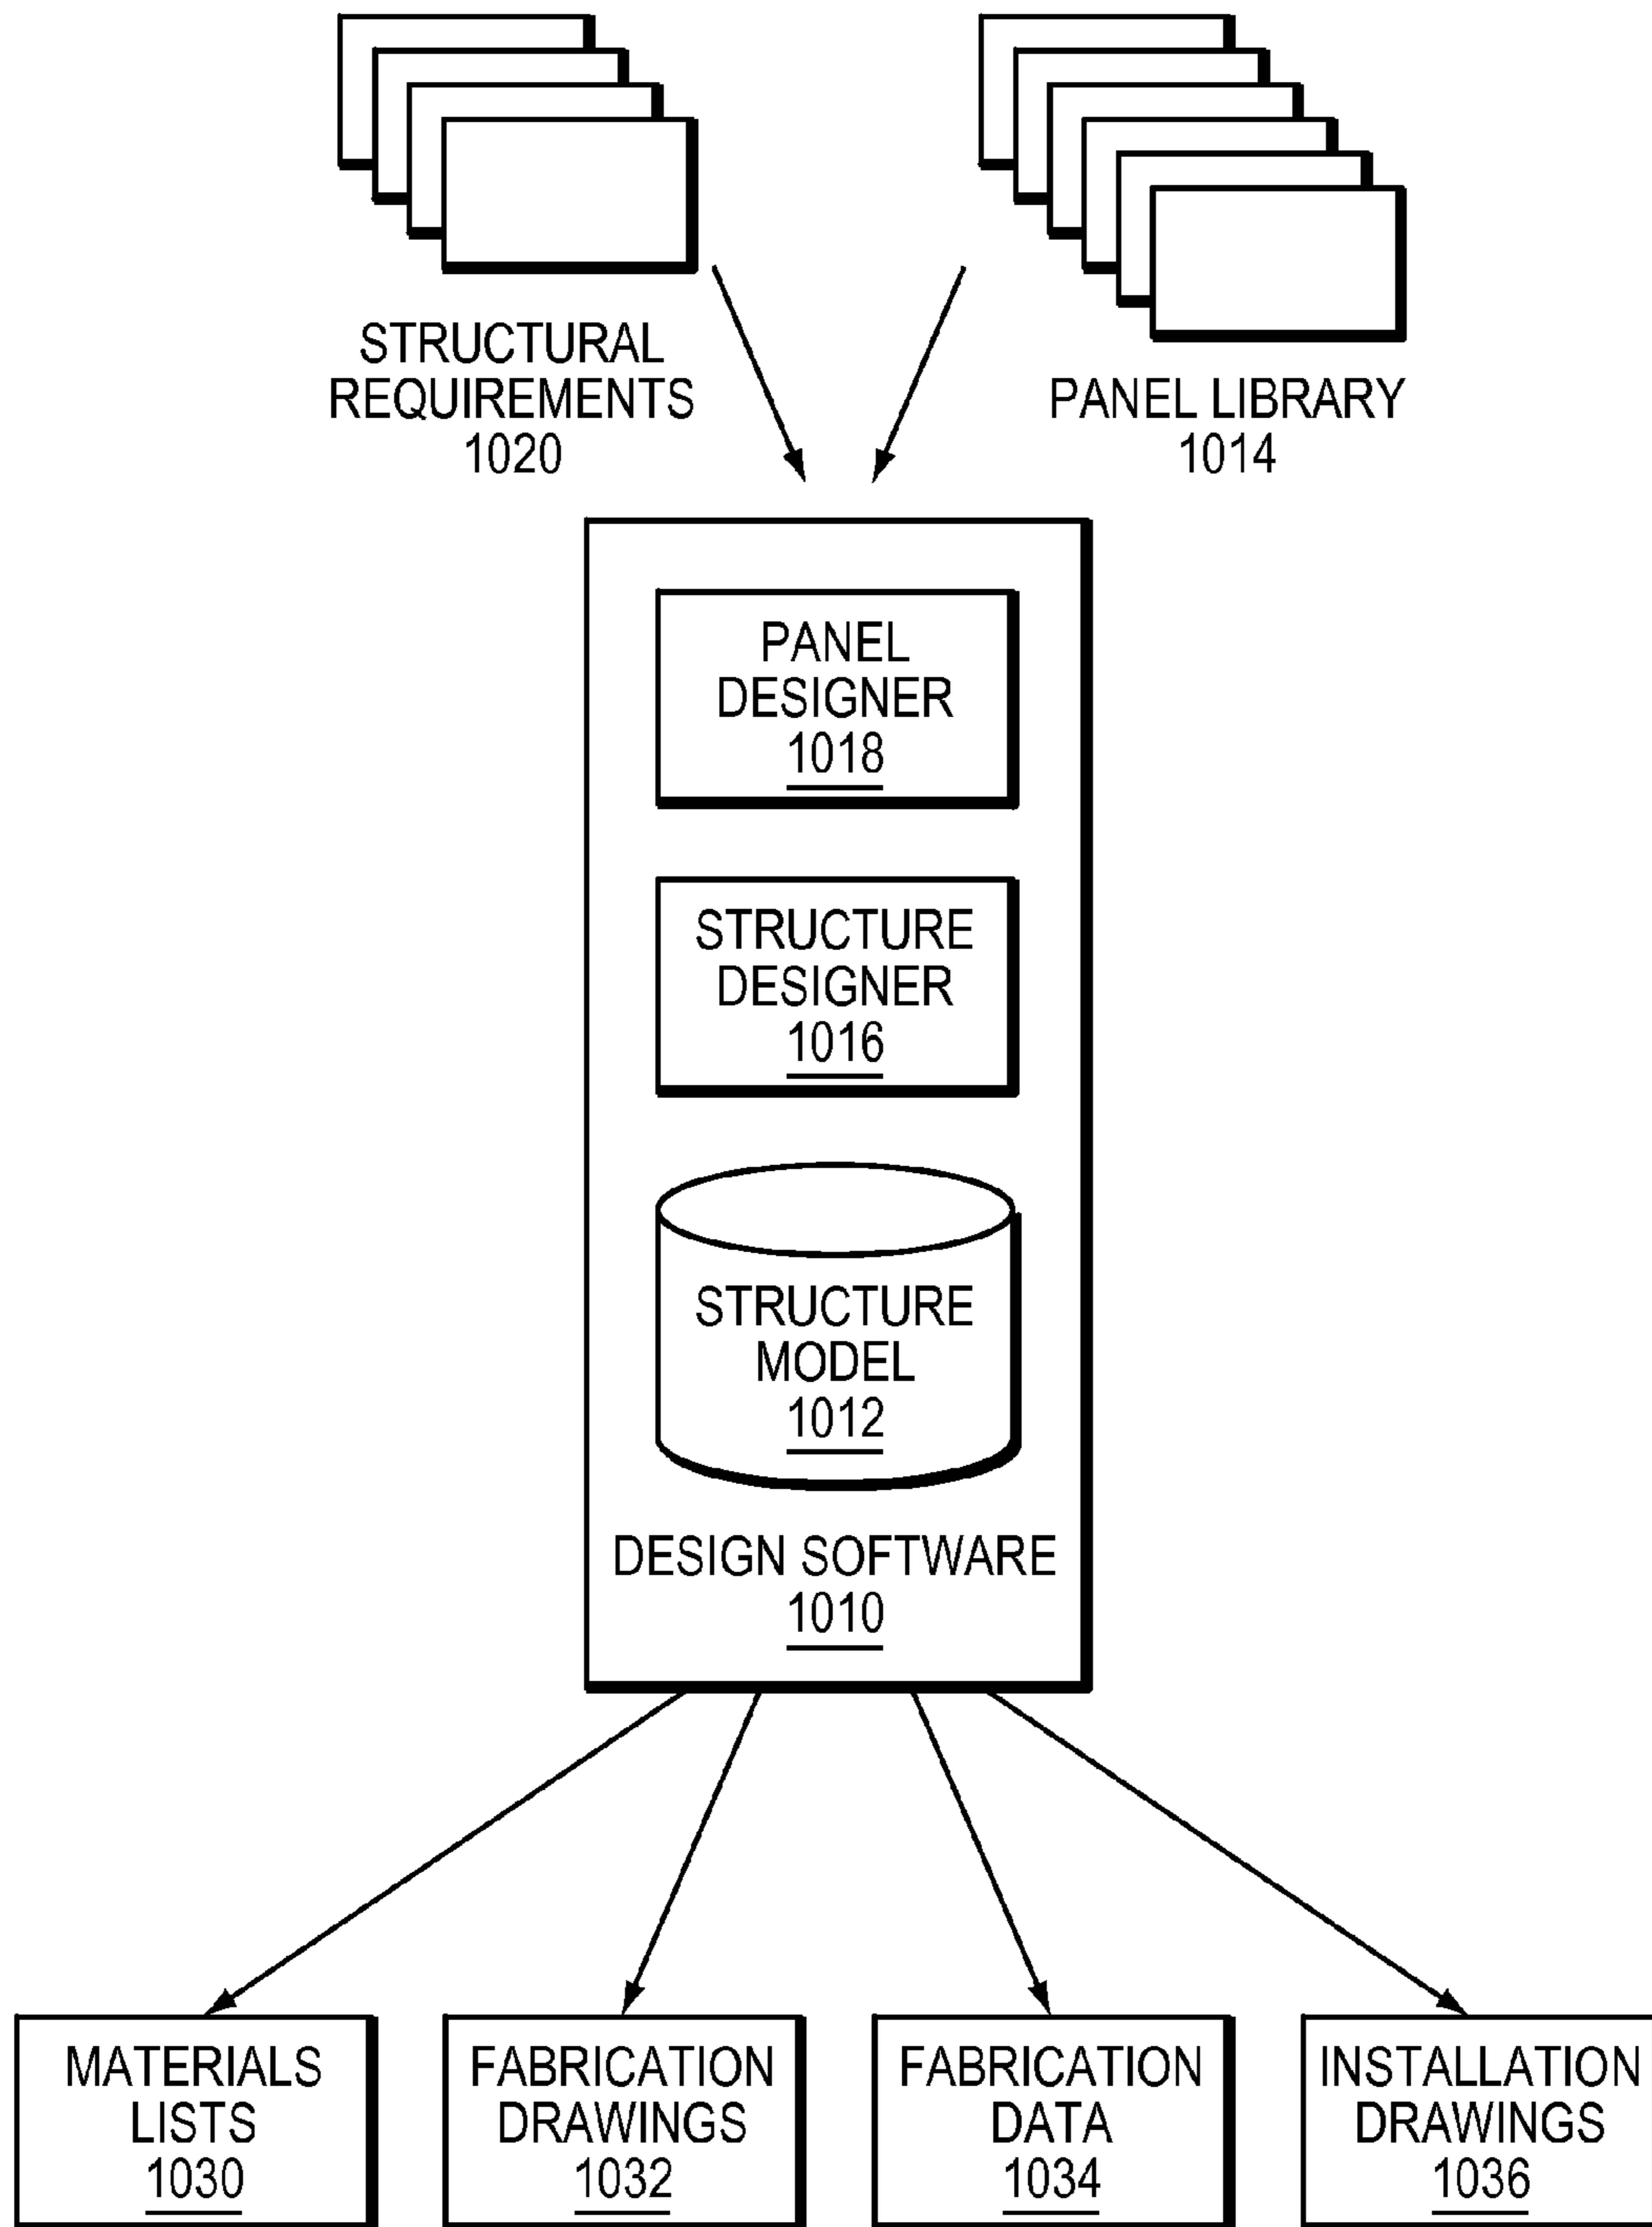 STRUCTURAL
REQUIREMENTS
1020
PANEL LIBRARY
1014
PANEL
DESIGNER
1018
STRUCTURE
DESIGNER
1016
STRUCTURE
MODEL
1012
DESIGN SOFTWARE
1010
MATERIALS
LISTS
1030
FABRICATION
DRAWINGS
1032
FABRICATION
DATA
1034
INSTALLATION
DRAWINGS
1036